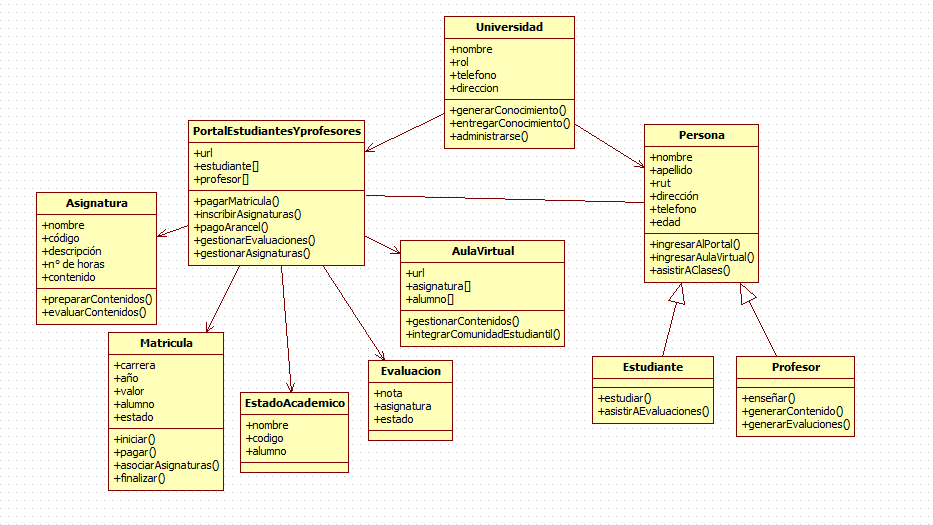 Universidad
+nombre
+rol
+telefono
+direccion
+generarConocimiento()
+entregarConocimiento()
+administrarse()
PortalEstudiantesYprofesores
+url
+estudiante[]
+profesor[]
+pagarMatricula()
+inscribirAsignaturas()
+pagoArancel()
+gestionarEvaluaciones()
+gestionarAsignaturas()
Persona
+nombre
+apellido
+rut
+dirección
+telefono
+edad
+ingresarAlPortal()
+ingresarAulaVirtual()
+asistirAClases()
Asignatura
+nombre
+código
+descripción
+n° de horas
+contenido
+prepararContenidos()
+evaluarContenidos()
AulaVirtual
+url
+asignatura[]
+alumno[]
+gestionarContenidos()
+integrarComunidadEstudiantil()
Matricula
+carrera
+año
+valor
+alumno
+estado
+iniciar()
+pagar()
+asociarAsignaturas()
+finalizar()
EstadoAcademico
+nombre
+codigo
+alumno
Evaluacion
+nota
+asignatura
+estado
Estudiante
+estudiar()
+asistirAEvaluaciones()
Profesor
+enseñar()
+generarContenido()
+generarEvaluciones()